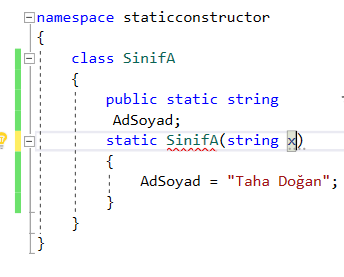 namespace staticconstructor
{
class SinifA
{
public static string
AdSoyad;
static SinifA(string x)
{
AdSoyad = "Taha Doğan";
}
}
}